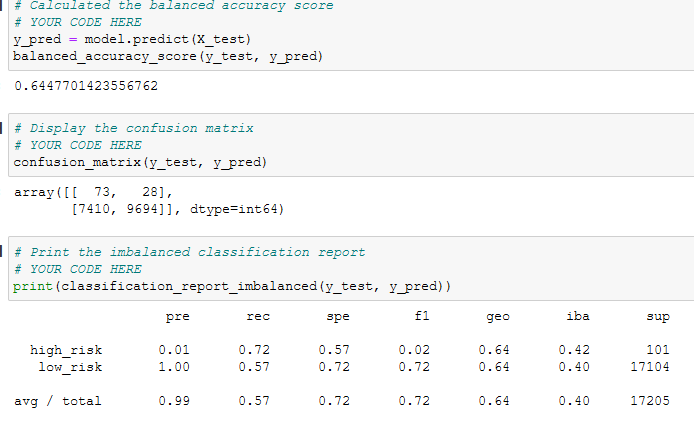 # Calculated the balanced accuracy score
# YOUR CODE HERE
y_pred = model.predict(X_test)
balanced_accuracy_score(y_test, y_pred)
0.6447701423556762
# Display the confusion matrix
# YOUR CODE HERE
confusion_matrix(y_test, y_pred)
array([[  73,   28],
       [7410, 9694]], dtype=int64)
# Print the imbalanced classification report
# YOUR CODE HERE
print(classification_report_imbalanced(y_test, y_pred))
pre rec spe f1 geo iba sup
high_risk 0.01 0.72 0.57 0.02 0.64 0.42 101
low_risk 1.00 0.57 0.72 0.72 0.64 0.40 17104
avg / total 0.99 0.57 0.72 0.72 0.64 0.40 17205